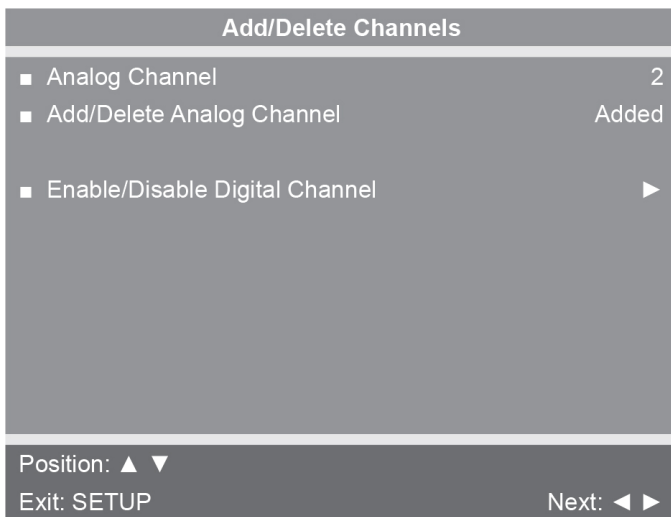 Add/Delete Channels
■ Analog Channel 2
■ Add/Delete Analog Channel Added
■ Enable/Disable Digital Channel ►
Position: ▲ ▼
Exit: SETUP Next: ◄ ►